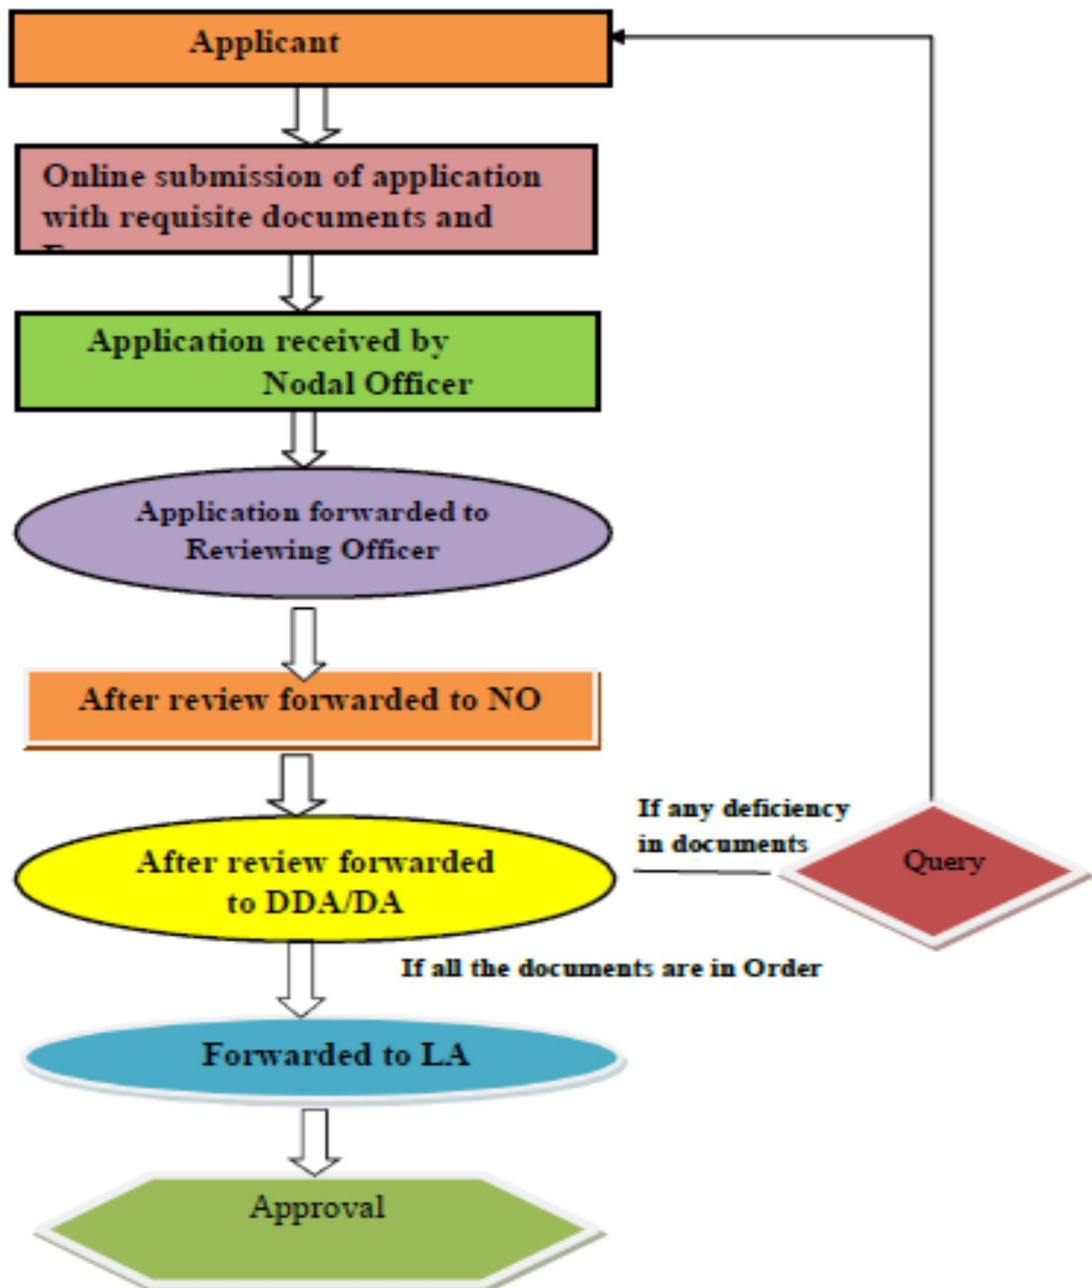 Applicant
Online submission of application
with requisite documents and
Application received by
Nodal Officer
Application forwarded to
Reviewing Officer
After review forwarded to NO
If any deficiency
in documents
Query
After review forwarded
to DDA/DA
If all the documents are in Order
Forwarded to LA
Approval